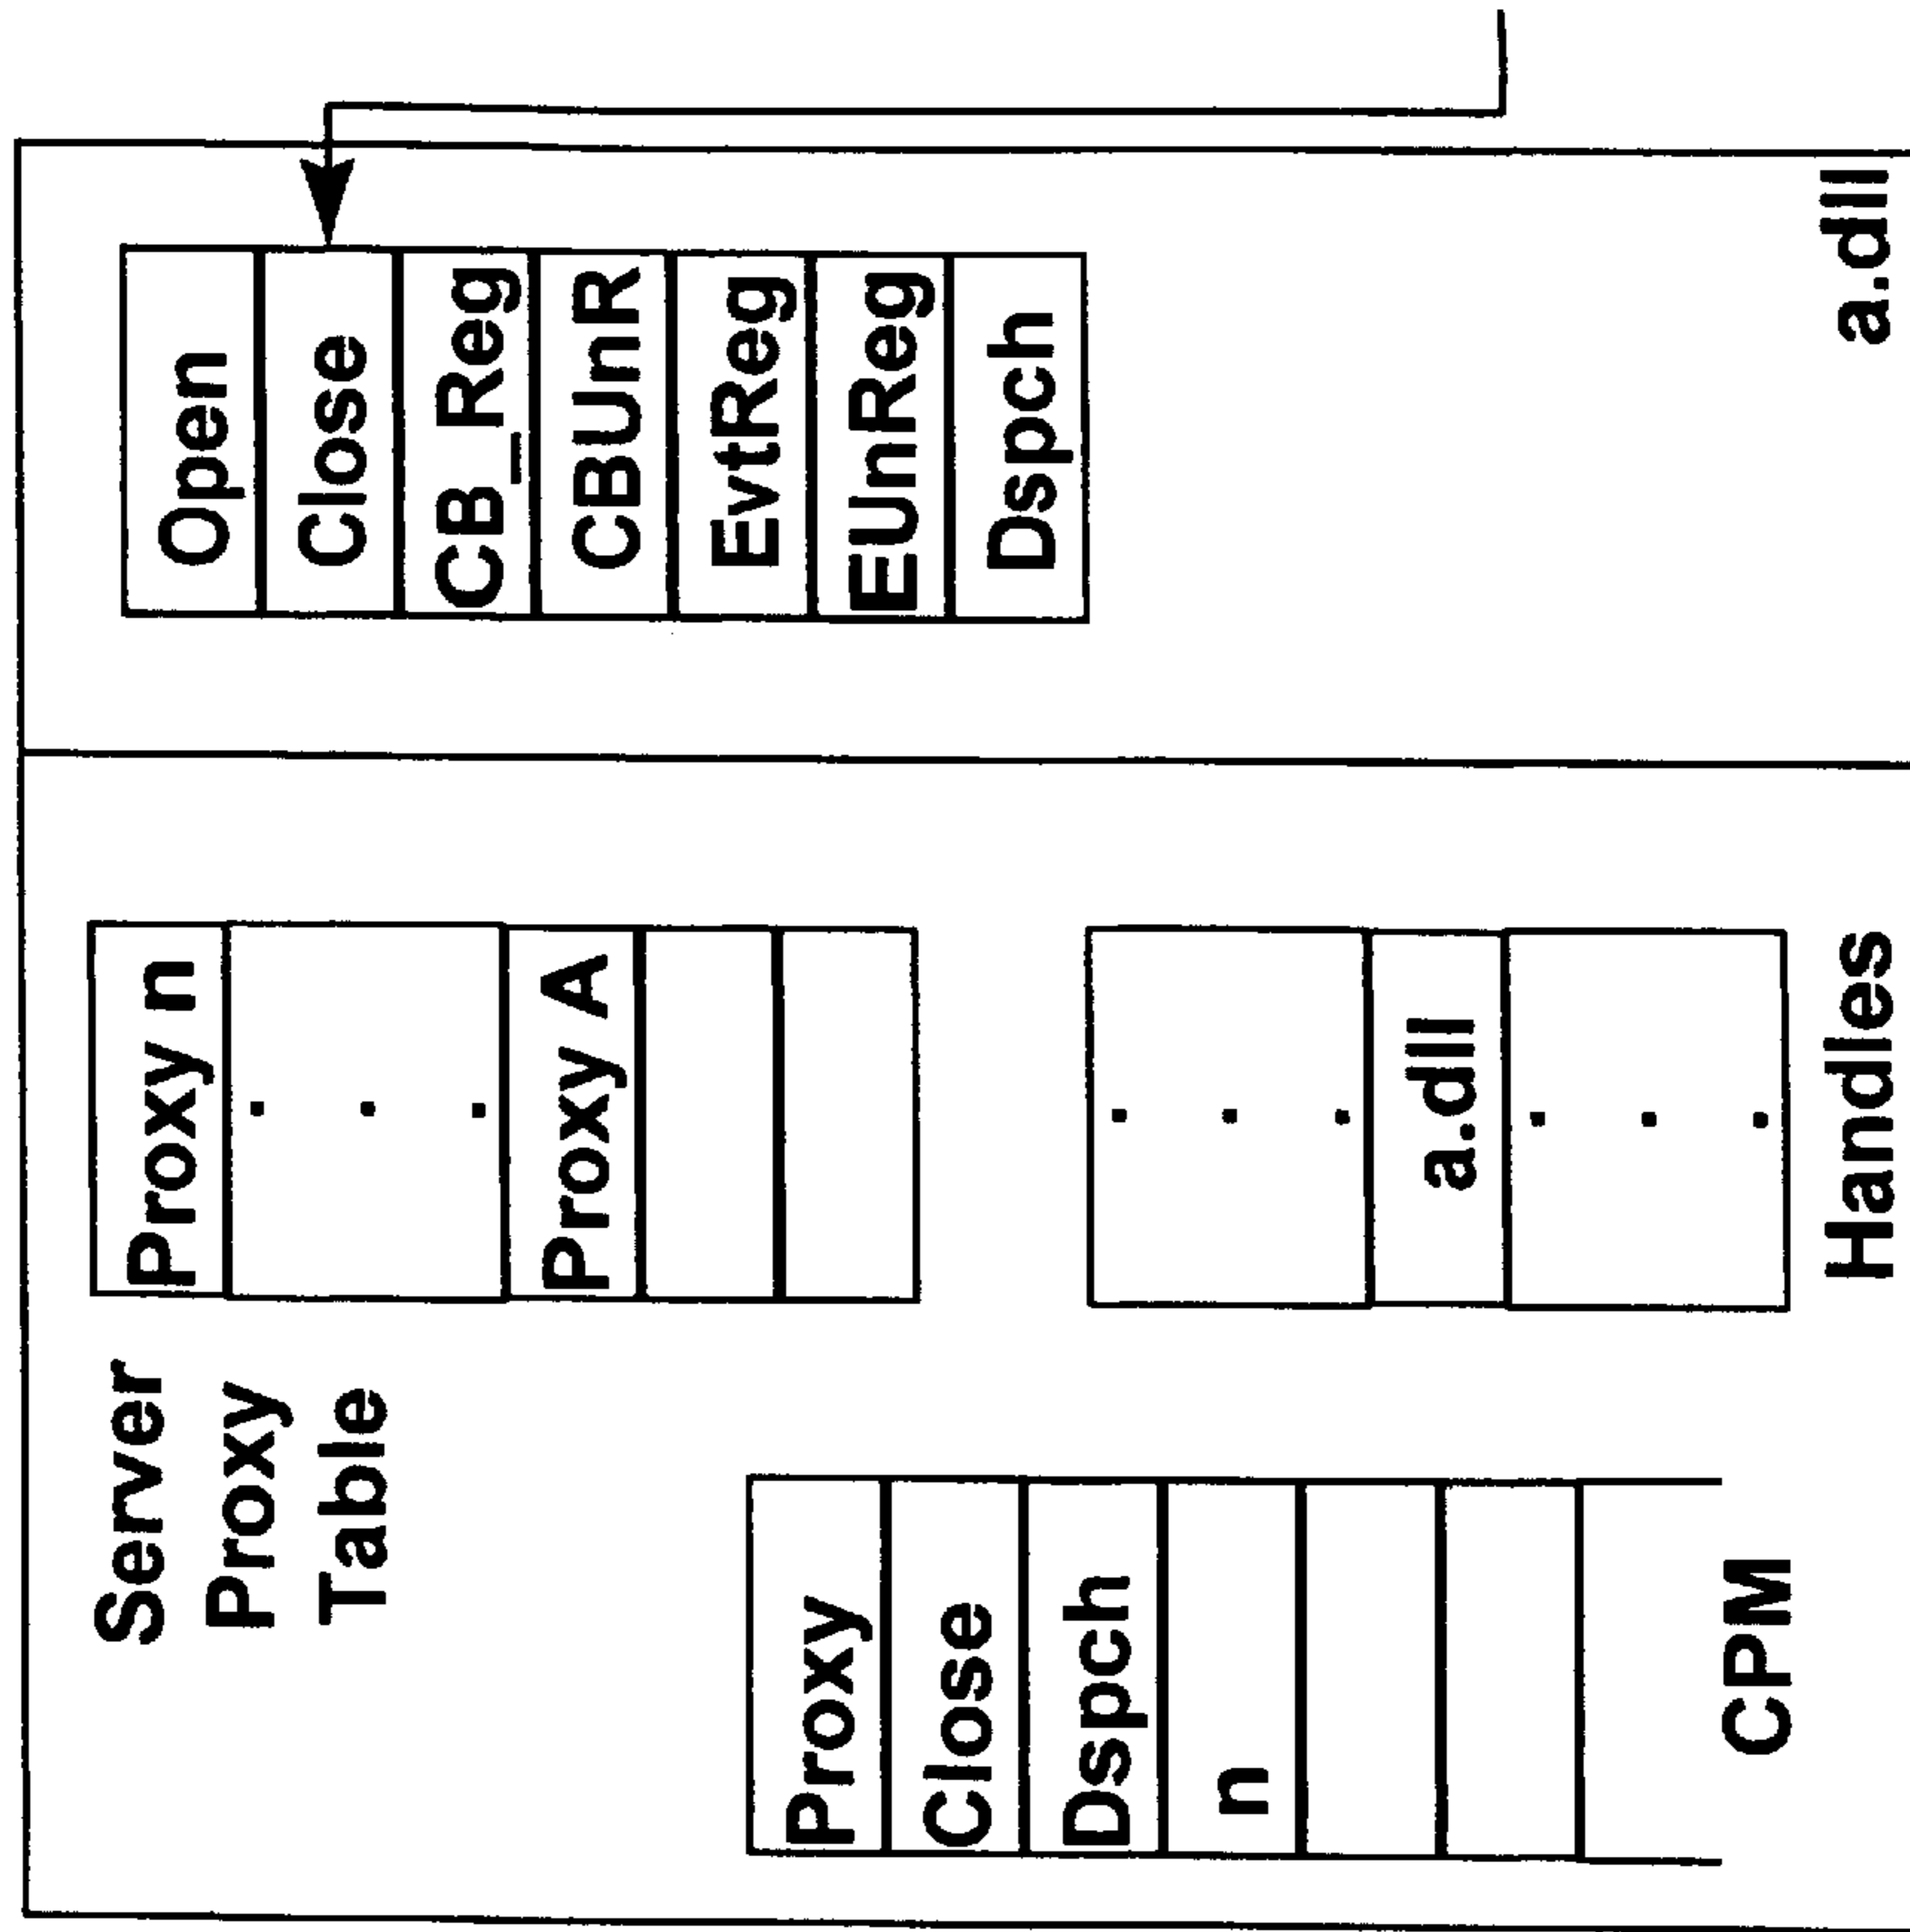 Server
Proxy
Table
Proxy n
.
.
.
Proxy A
Proxy
Close
Dspch
n
CPM
.
.
.
a.dll
.
.
.
Handles
Open
Close
CB_Reg
CBUnR
EvtReg
EUnReg
Dspch
a.dll